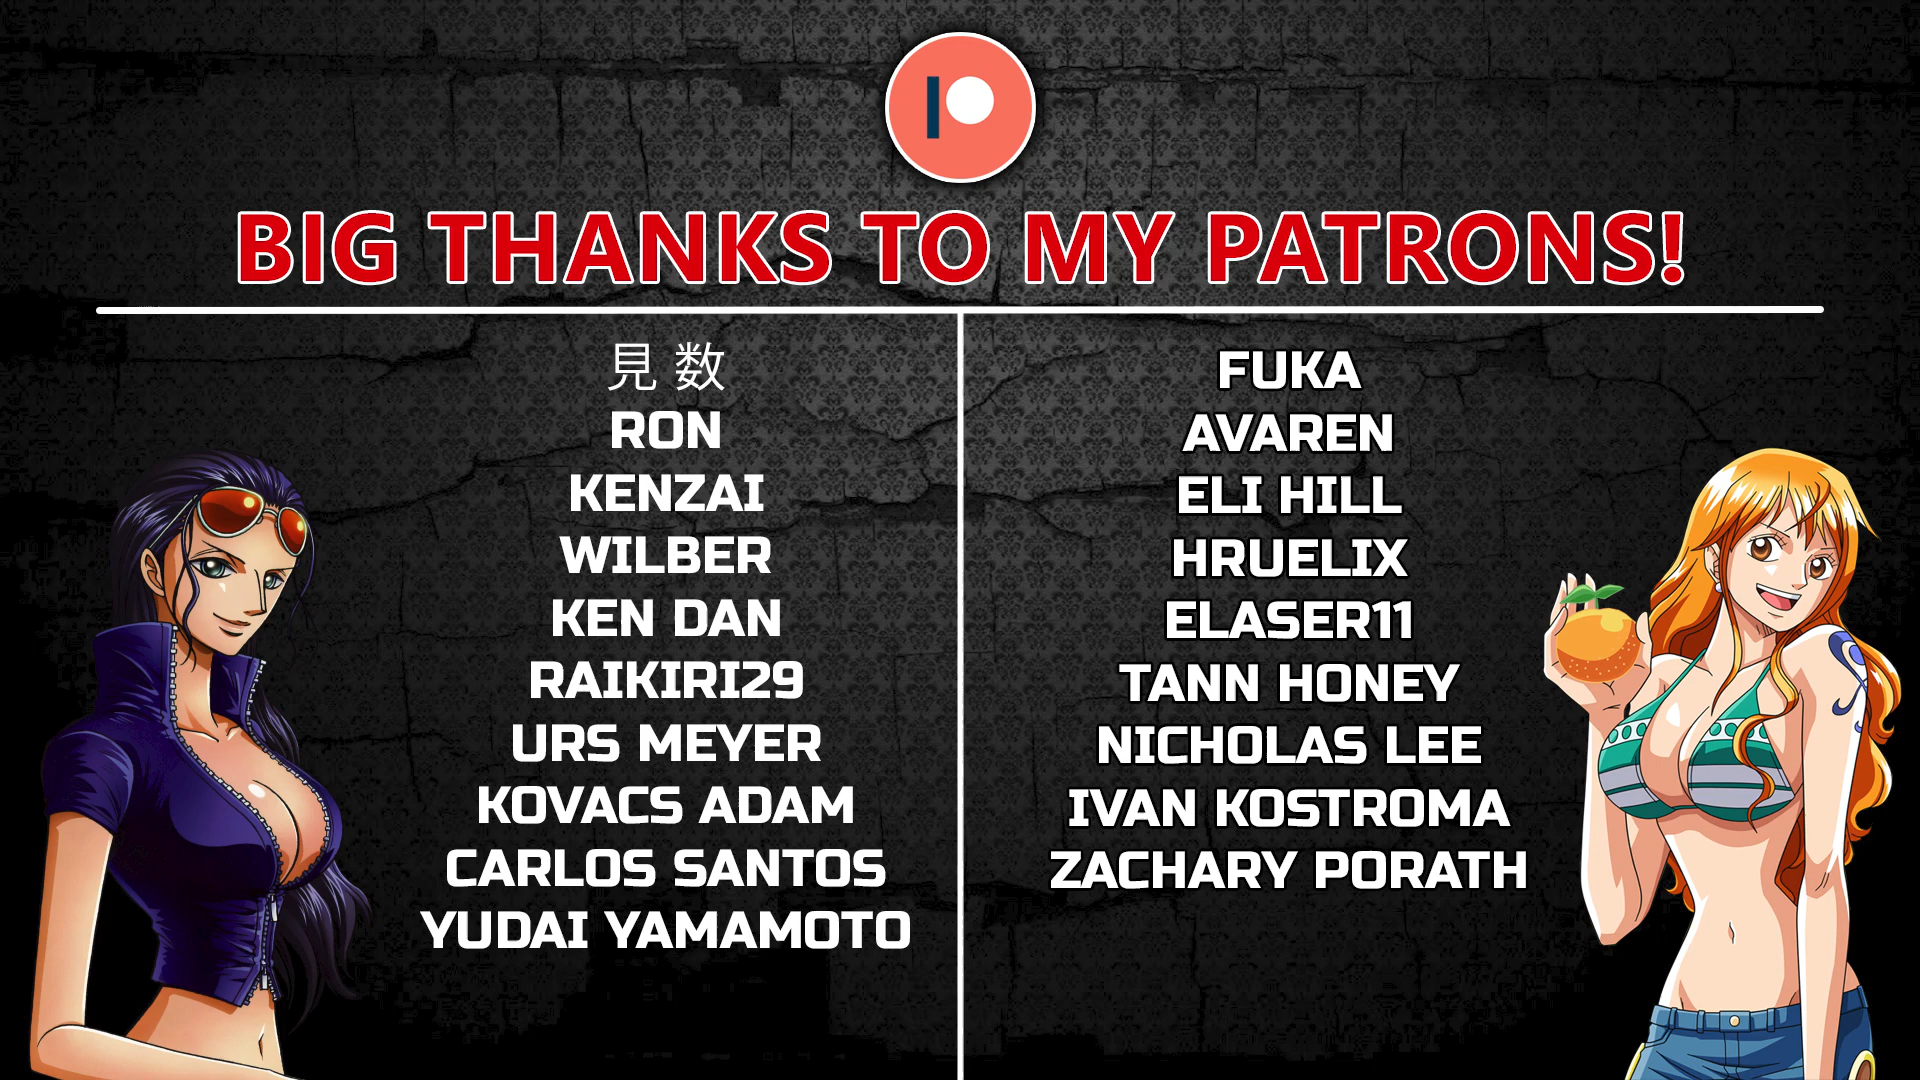 BIG THANKS TO MY PATRONS!
見 数
RON
KENZAI
WILBER
KEN DAN
RAIKIRI29
URS MEYER
KOVACS ADAM
CARLOS SANTOS
YUDAI YAMAMOTO
FUKA
AVAREN
ELI HILL
HRUELIX
ELASER11
TANN HONEY
NICHOLAS LEE
IVAN KOSTROMA
ZACHARY PORATH